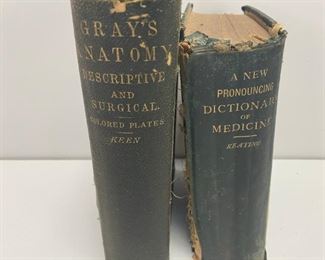 GRAY'S
ANATOMY
DESCRIPTIVE
AND
SURGICAL.
COLORED PLATES
KEEN
A NEW
PRONOUNCING
DICTIONARY
OF
MEDICINE
KEATING